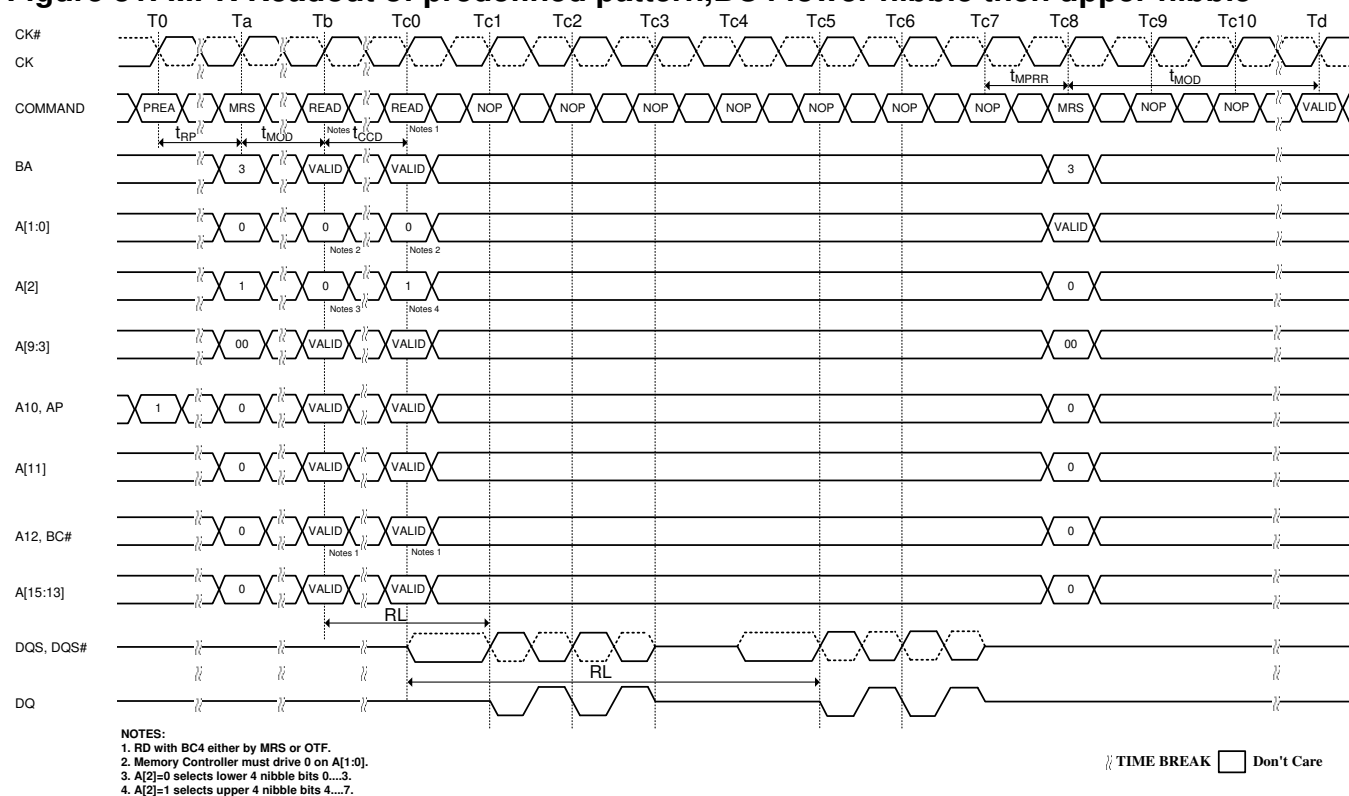 T0 Ta Tb Tc0 Tc1 Tc2 Tc3 Tc4 Tc5 Tc6 Tc7 Tc8 Tc9 Tc10 Td
CK#
CK
tMPRR tMOD
COMMAND PREA MRS READ READ NOP NOP NOP NOP NOP NOP NOP MRS NOP NOP VALID
Notes 1
tRP tMOD tCCD
BA 3 VALID VALID 3
A[1:0] 0 0 0 VALID
Notes 2 Notes 2
A[2] 1 0 1 0
Notes 3 Notes 4
A[9:3] 00 VALID VALID 00
A10, AP 1 0 VALID VALID 0
A[11] 0 VALID VALID 0
A12, BC# 0 VALID VALID 0
Notes 1 Notes 1
A[15:13] 0 VALID VALID 0
RL
DQS, DQS#
RL
DQ
NOTES:
1. RD with BC4 either by MRS or OTF.
2. Memory Controller must drive 0 on A[1:0].
3. A[2]=0 selects lower 4 nibble bits 0....3.
4. A[2]=1 selects upper 4 nibble bits 4....7.
TIME BREAK Don't Care